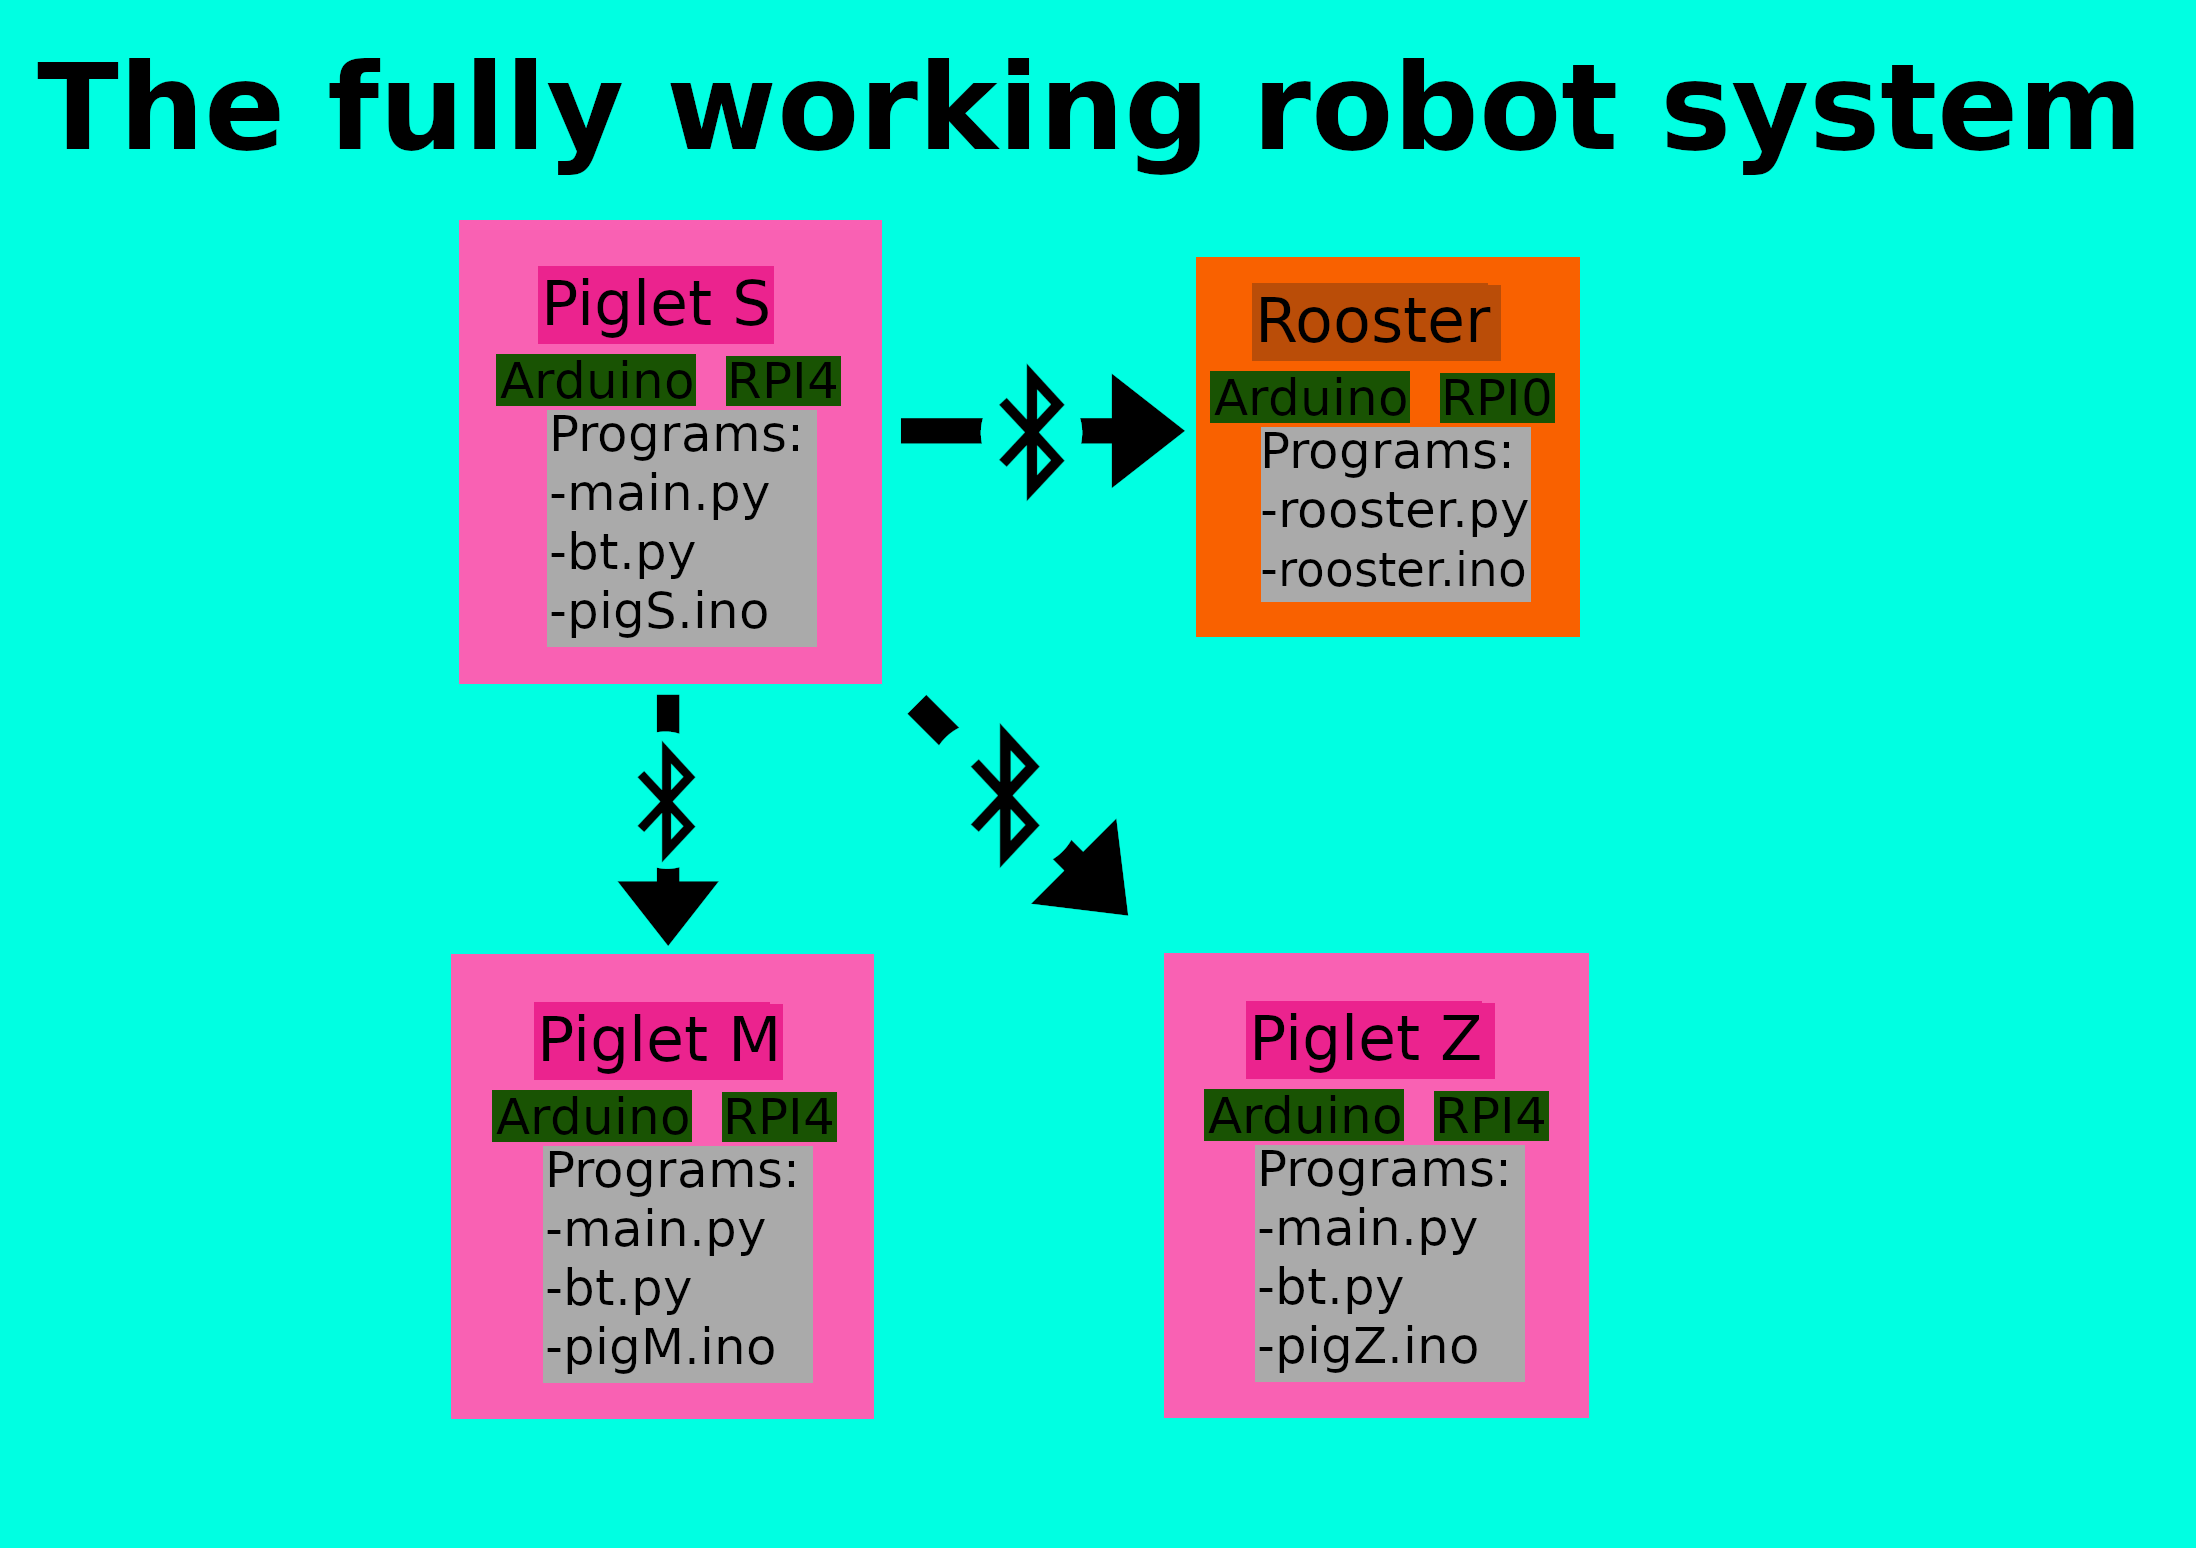 The fully working robot system
Piglet S
Arduino RPI4
Programs:
-main.py
-bt.py
-pigS.ino
Rooster
Arduino RPI0
Programs:
-rooster.py
-rooster.ino
Piglet M
Arduino RPI4
Programs:
-main.py
-bt.py
-pigM.ino
Piglet Z
Arduino RPI4
Programs:
-main.py
-bt.py
-pigZ.ino